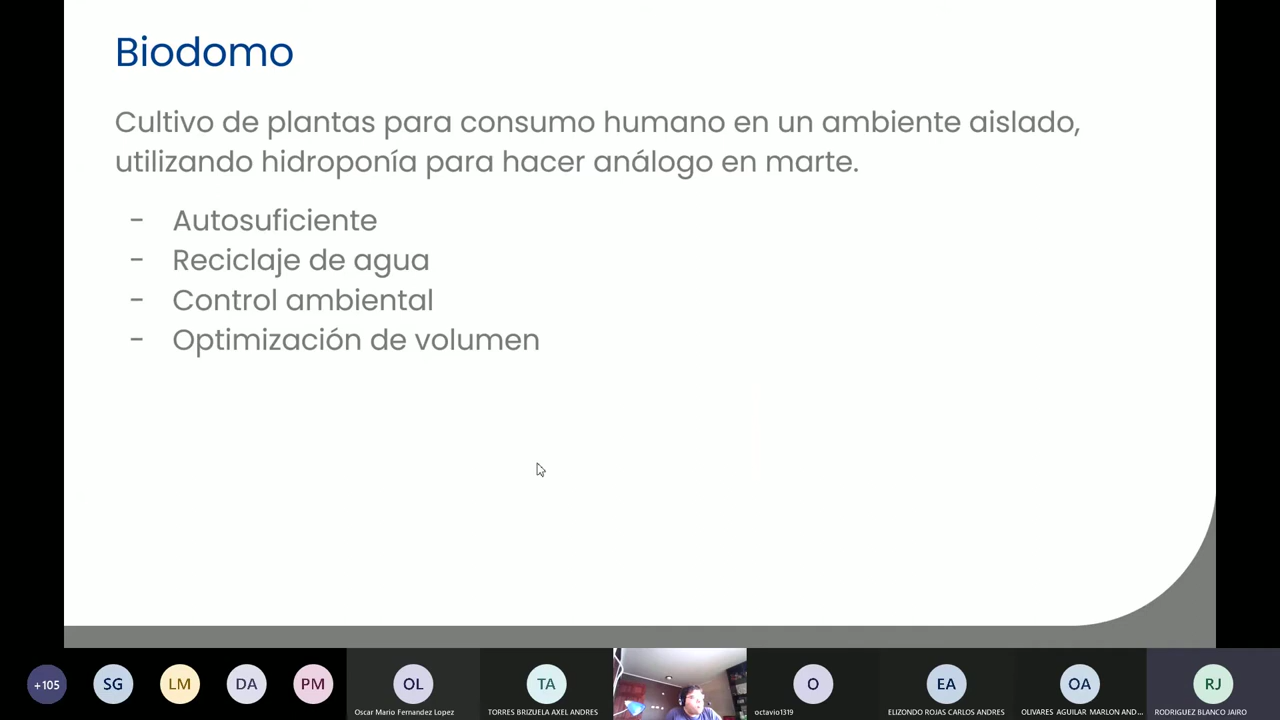 Biodomo
Cultivo de plantas para consumo humano en un ambiente aislado,
utilizando hidroponía para hacer análogo en marte.
- Autosuficiente
- Reciclaje de agua
- Control ambiental
- Optimización de volumen
+105
SG
LM
DA
PM
OL
TA
O
EA
OA
RJ
Oscar Mario Fernandez Lopez
TORRES BRIZUELA AXEL ANDRES
octavio1319
ELIZONDO ROJAS CARLOS ANDRES
OLIVARES AGUILAR MARLON AND...
RODRIGUEZ BLANCO JAIRO